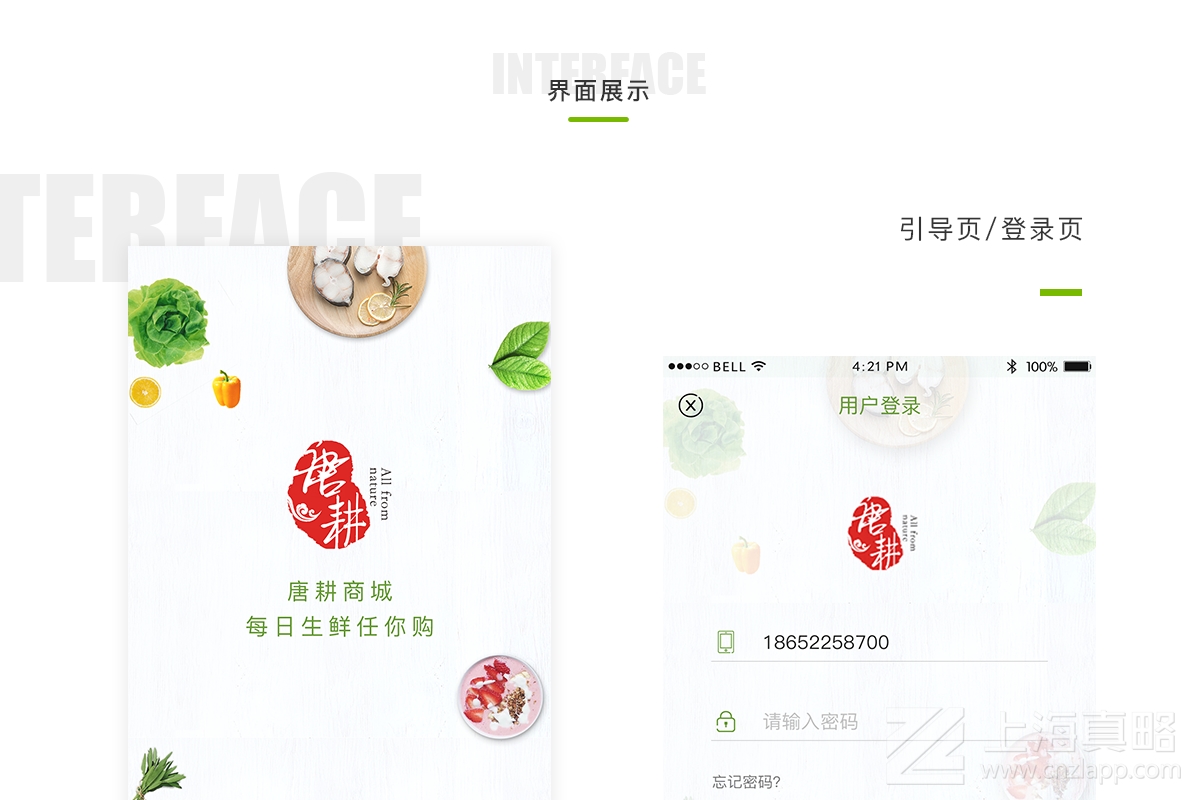 INTERFACE
界面展示
TERFACE
引导页/登录页
BELL 4:21 PM 100%
用户登录
唐耕
All from
nature
唐耕商城
每日生鲜任你购
唐耕
All from
nature
18652258700
请输入密码
忘记密码?
上海真略
www.cnzlapp.com